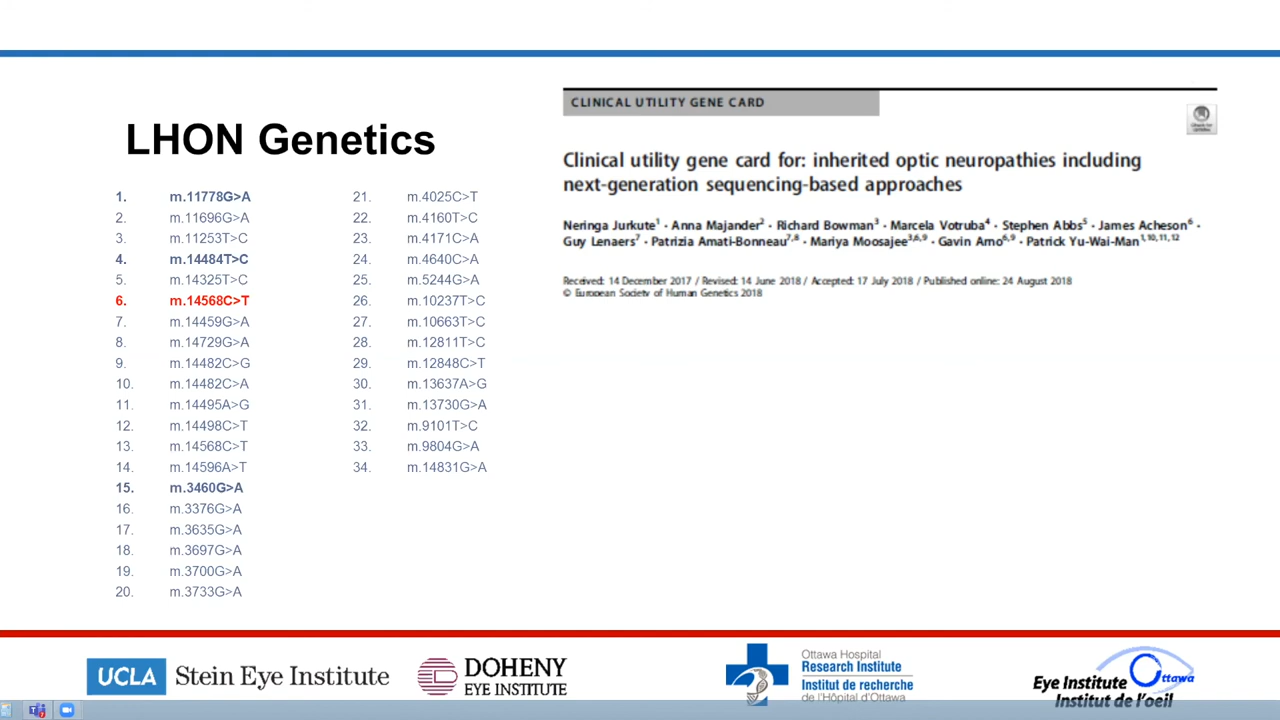 LHON Genetics
1. m.11778G>A
2. m.11696G>A
3. m.11253T>C
4. m.14484T>C
5. m.14325T>C
6. m.14568C>T
7. m.14459G>A
8. m.14729G>A
9. m.14482C>G
10. m.14482C>A
11. m.14495A>G
12. m.14498C>T
13. m.14568C>T
14. m.14596A>T
15. m.3460G>A
16. m.3376G>A
17. m.3635G>A
18. m.3697G>A
19. m.3700G>A
20. m.3733G>A
21. m.4025C>T
22. m.4160T>C
23. m.4171C>A
24. m.4640C>A
25. m.5244G>A
26. m.10237T>C
27. m.10663T>C
28. m.12811T>C
29. m.12848C>T
30. m.13637A>G
31. m.13730G>A
32. m.9101T>C
33. m.9804G>A
34. m.14831G>A
CLINICAL UTILITY GENE CARD
Clinical utility gene card for: inherited optic neuropathies including
next-generation sequencing-based approaches
Neringa Jurkute1 · Anna Majander2 · Richard Bowman3 · Marcela Votruba4 · Stephen Abbs5 · James Acheson6 ·
Guy Lenaers7 · Patrizia Amati-Bonneau7,8 · Mariya Moosajee3,6,9 · Gavin Arno6,9 · Patrick Yu-Wai-Man1,10,11,12
Received: 14 December 2017 / Revised: 14 June 2018 / Accepted: 17 July 2018 / Published online: 24 August 2018
© European Society of Human Genetics 2018
UCLA Stein Eye Institute
DOHENY
EYE INSTITUTE
Ottawa Hospital
Research Institute
Institut de recherche
de l'Hôpital d'Ottawa
Eye Institute Ottawa
Institut de l'oeil